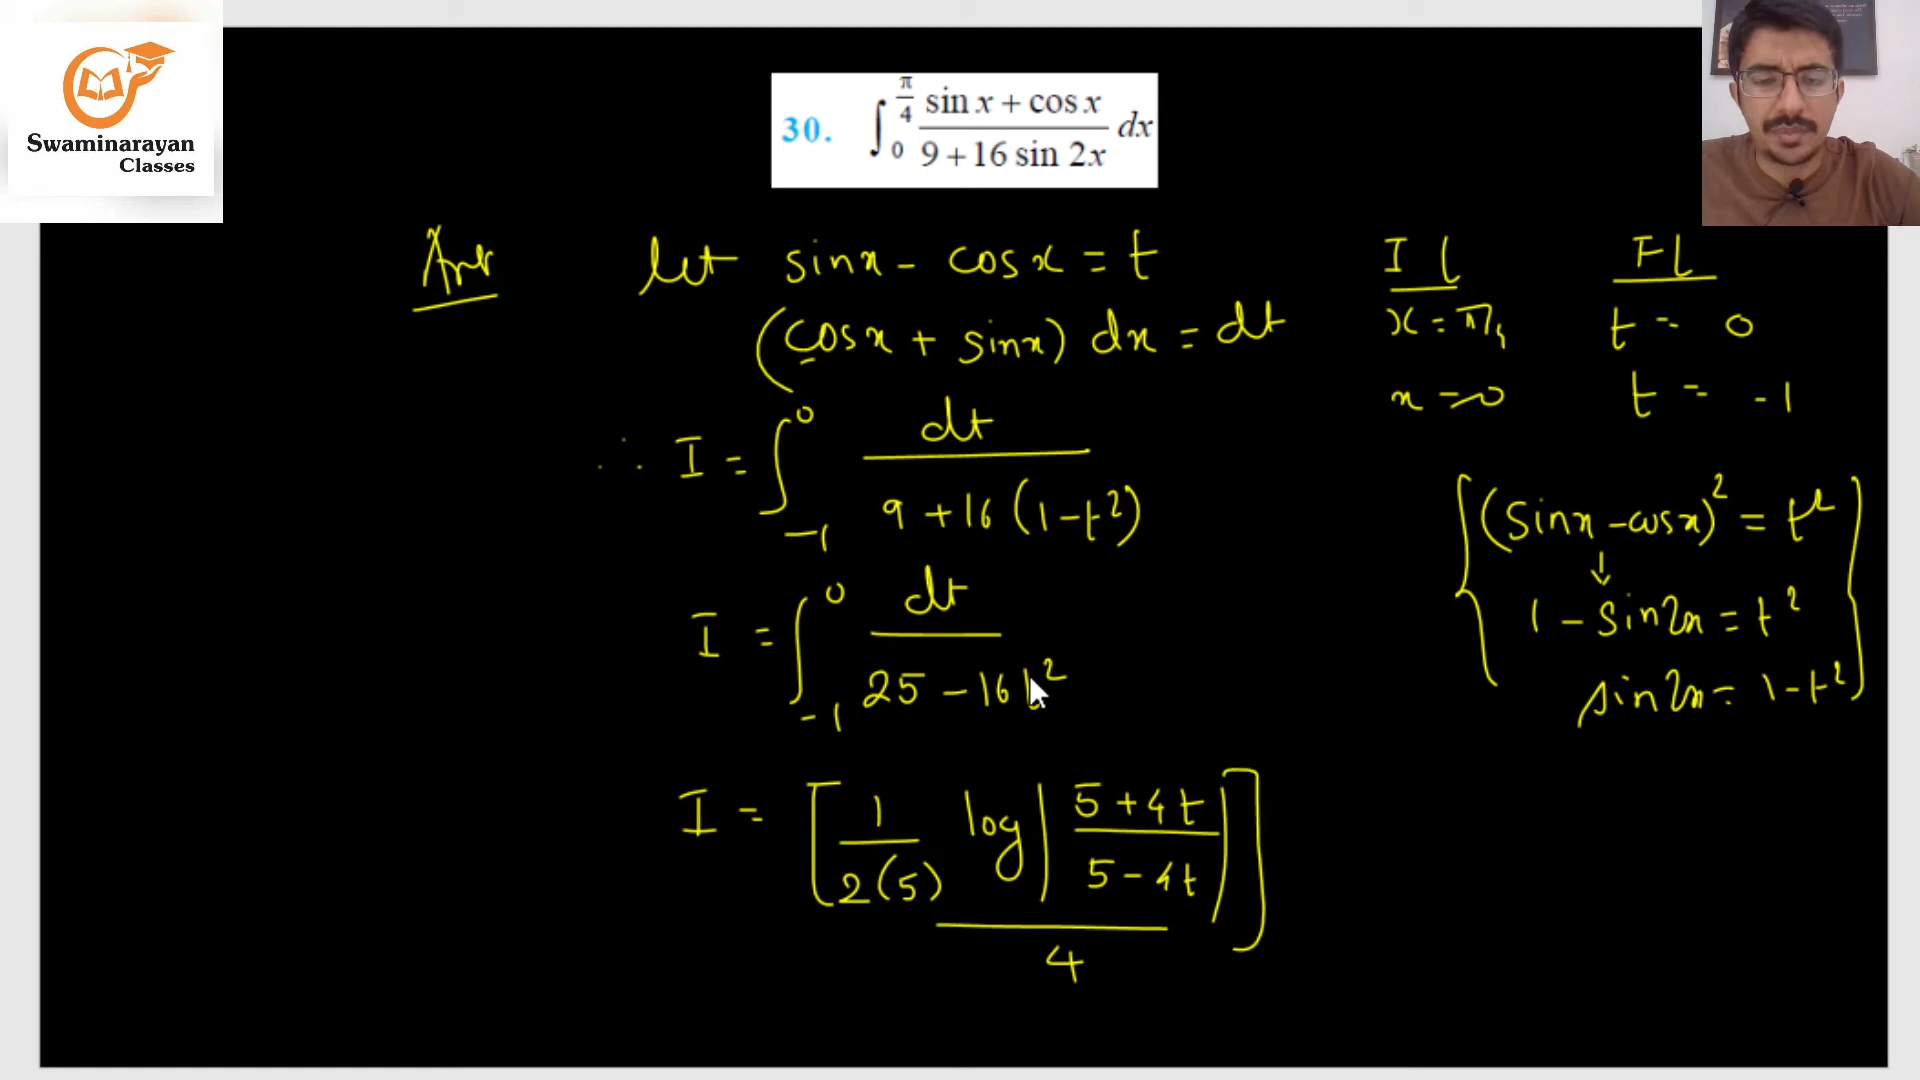 Swaminarayan
Classes
30. ∫₀^{π/4} (sin x + cos x)/(9 + 16 sin 2x) dx
Ans let sinx - cosx = t
(cosx + sinx) dx = dt
∴ I = ∫₋₁⁰ dt/(9 + 16(1 - t²))
I = ∫₋₁⁰ dt/(25 - 16t²)
I = [1/(2(5)) log|(5 + 4t)/(5 - 4t)| / 4]
IL FL
x = π/4 t = 0
x = 0 t = -1
{(sinx - cosx)² = t²
↓
1 - sin2x = t²
sin2x = 1 - t²}